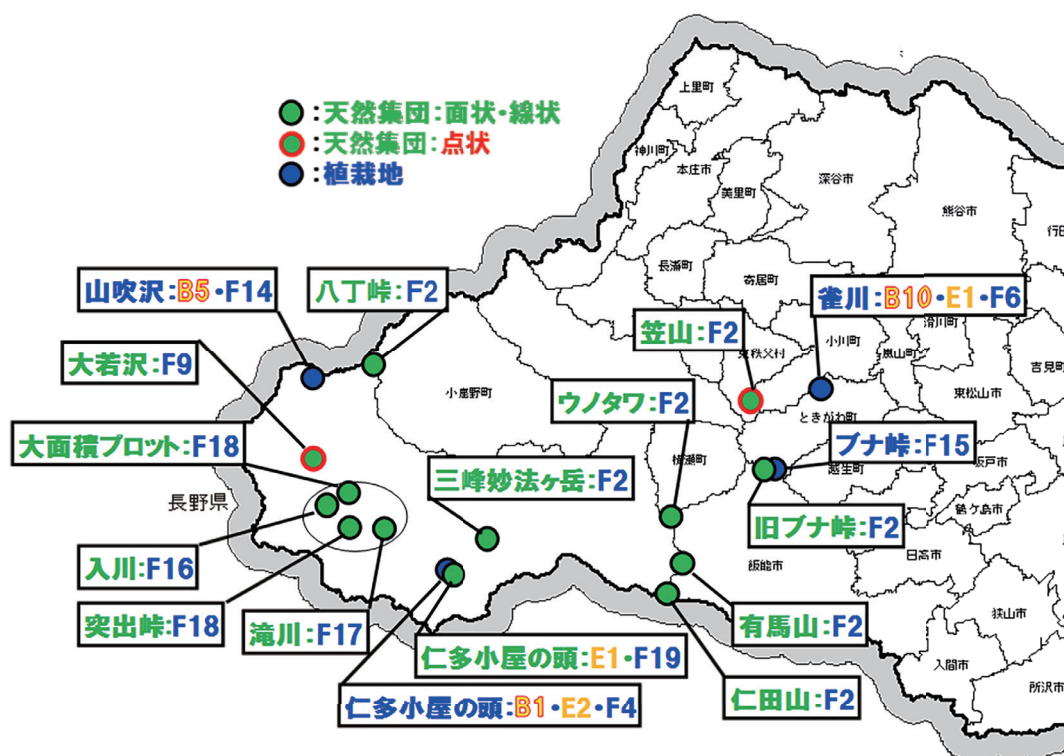 上里町
●:天然集団:面状・線状
●:天然集団:点状
●:植栽地
神川町
本庄市
美里町
深谷市
熊谷市
行田
長瀞町
寄居町
山吹沢:B5・F14
八丁峠:F2
雀川:B10・E1・F6
笠山:F2
東秩父村
小川町
滑川町
嵐山町
吉見町
大若沢:F9
小鹿野町
ウノタワ:F2
東松山市
ときがわ町
大面積プロット:F18
三峰妙法ヶ岳:F2
横瀬町
ブナ峠:F15
越生町
坂戸市
長野県
旧ブナ峠:F2
鶴ケ島市
日高市
入川:F16
飯能市
突出峠:F18
滝川:F17
有馬山:F2
狭山市
仁多小屋の頭:E1・F19
入間市
仁多小屋の頭:B1・E2・F4
仁田山:F2
所沢市